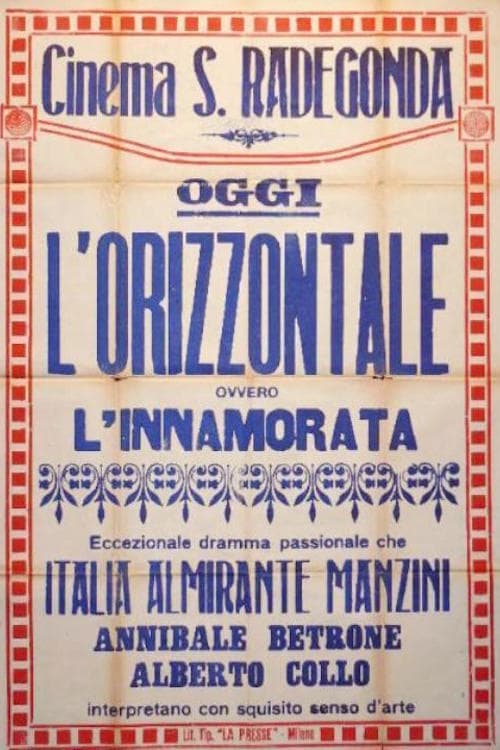 Cinema S. RADEGONDA
OGGI
L'ORIZZONTALE
OVVERO
L'INNAMORATA
Eccezionale dramma passionale che
ITALIA ALMIRANTE MANZINI
ANNIBALE BETRONE
ALBERTO COLLO
interpretano con squisito senso d'arte
Lit. Tip. "LA PRESSE" - Milano